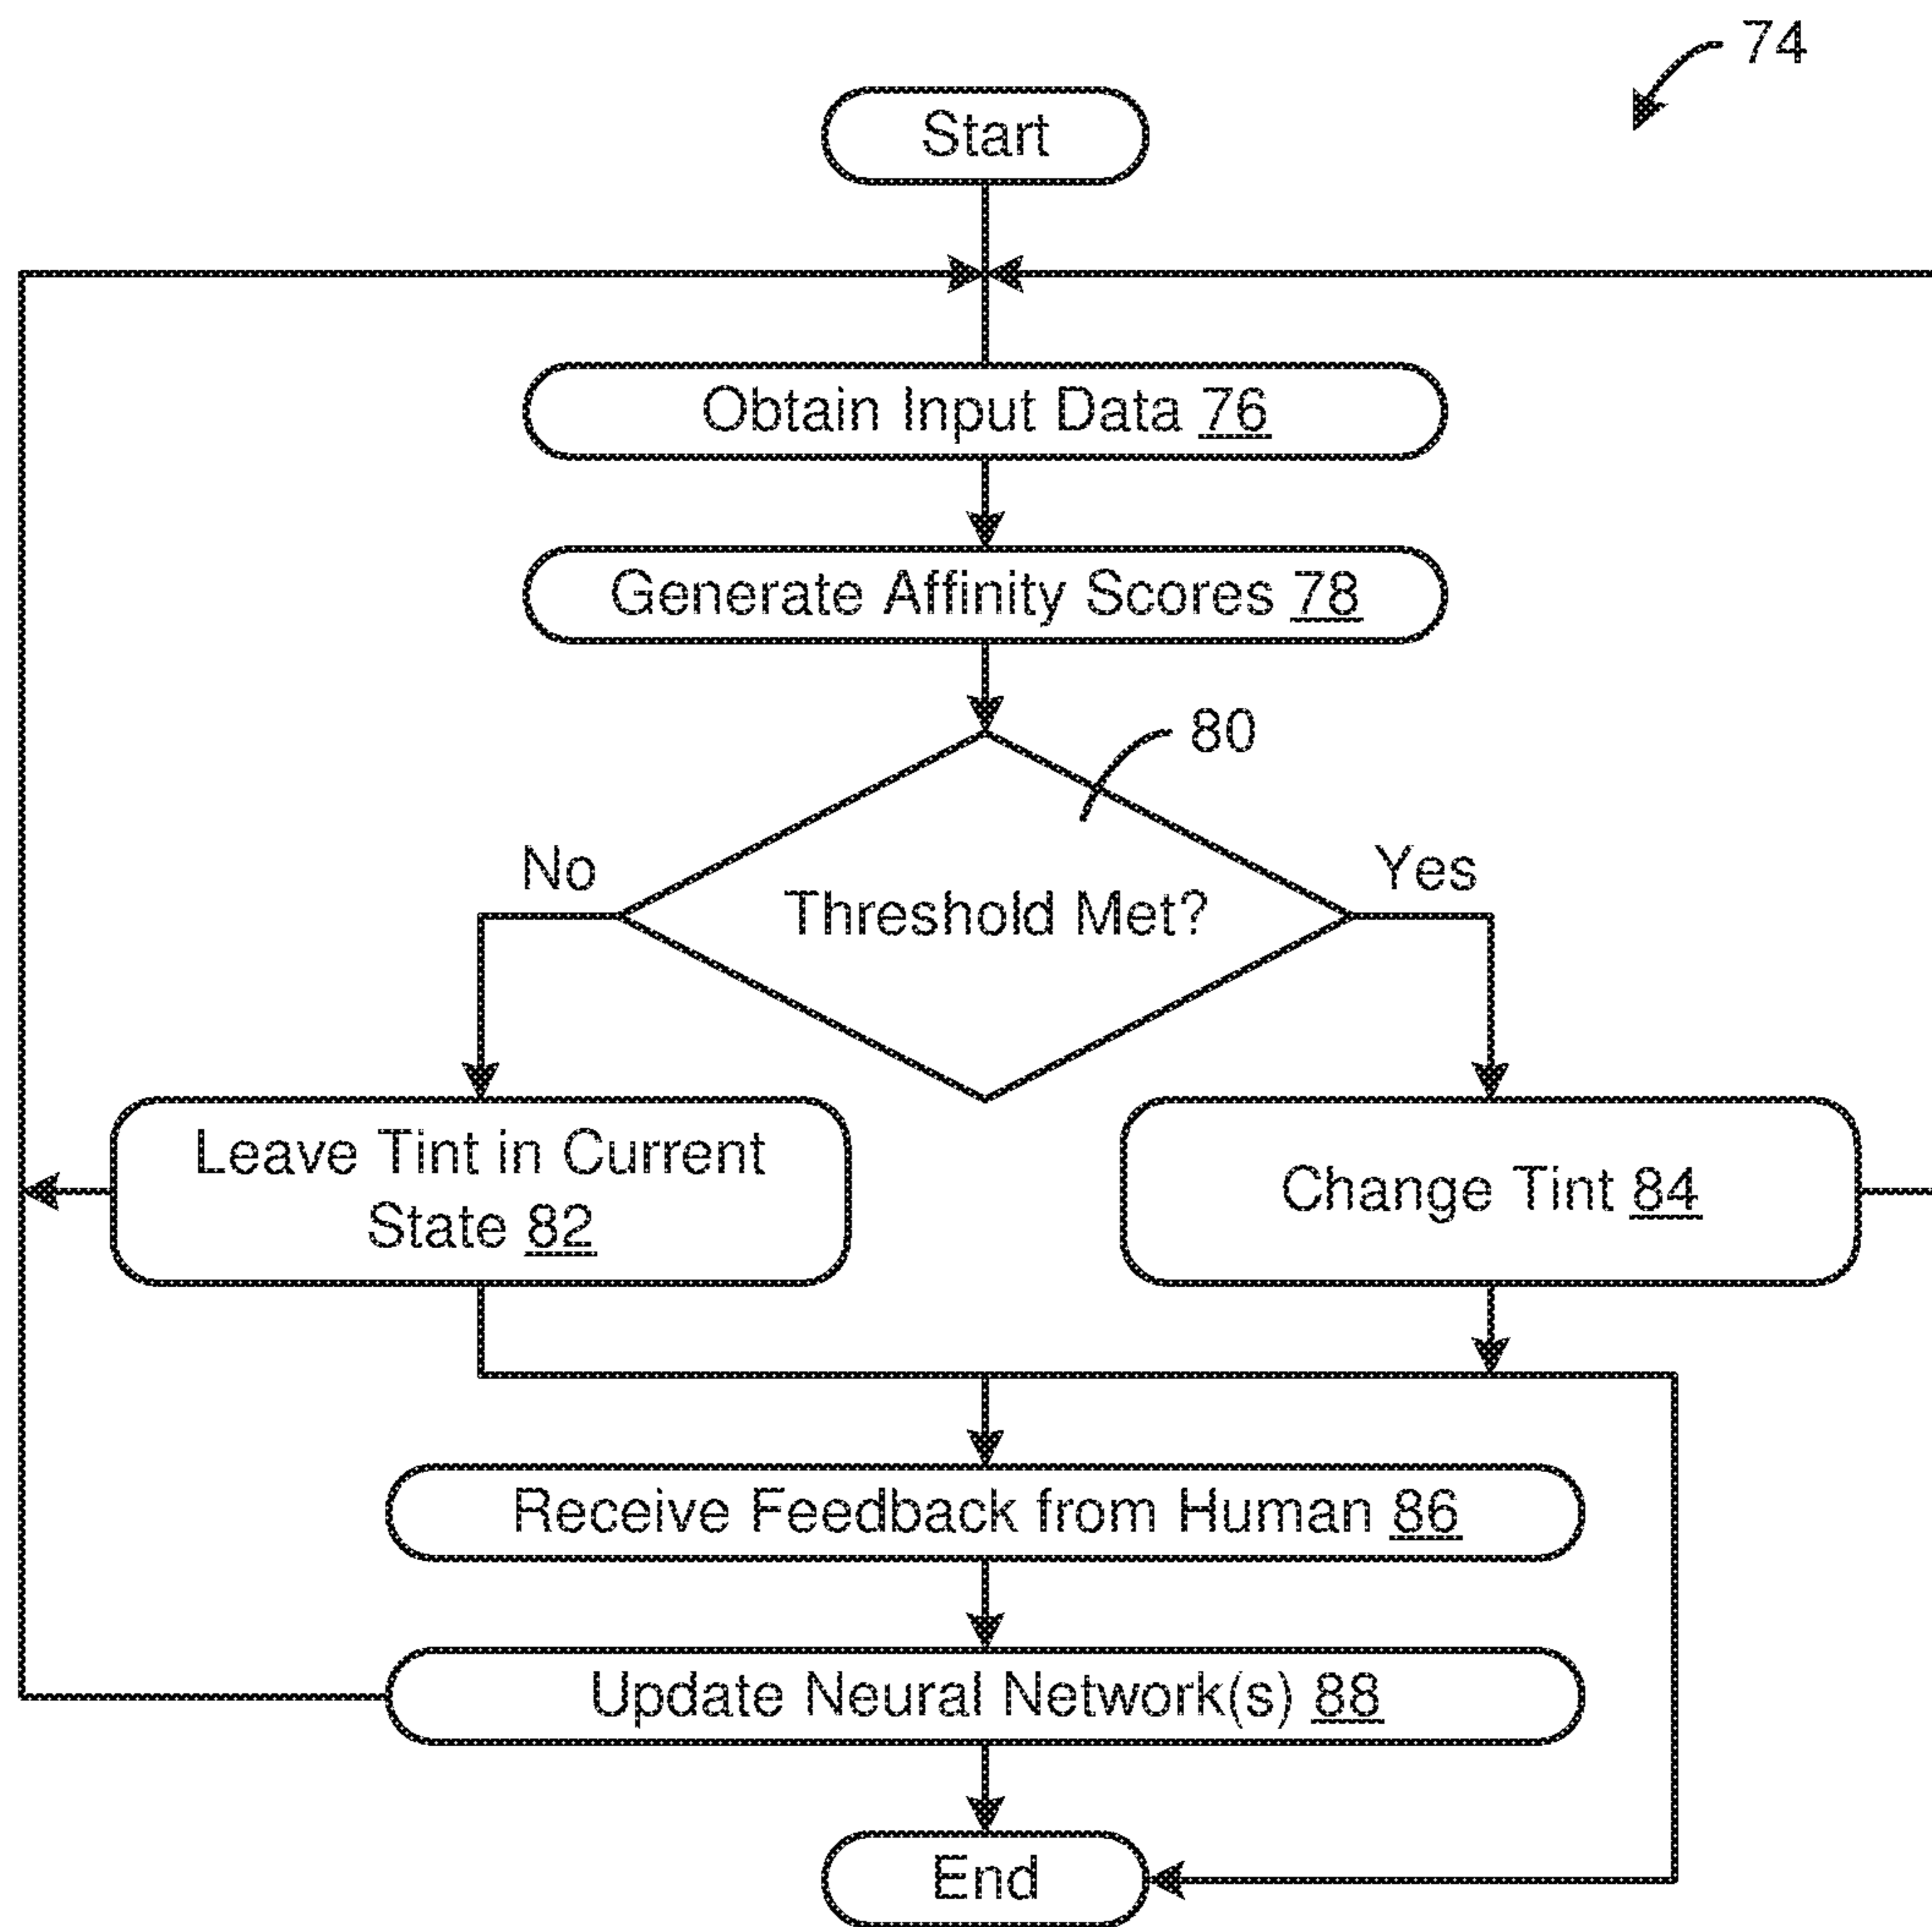 74
Start
Obtain Input Data 76
Generate Affinity Scores 78
80
No
Yes
Threshold Met?
Leave Tint in Current
State 82
Change Tint 84
Receive Feedback from Human 86
Update Neural Network(s) 88
End